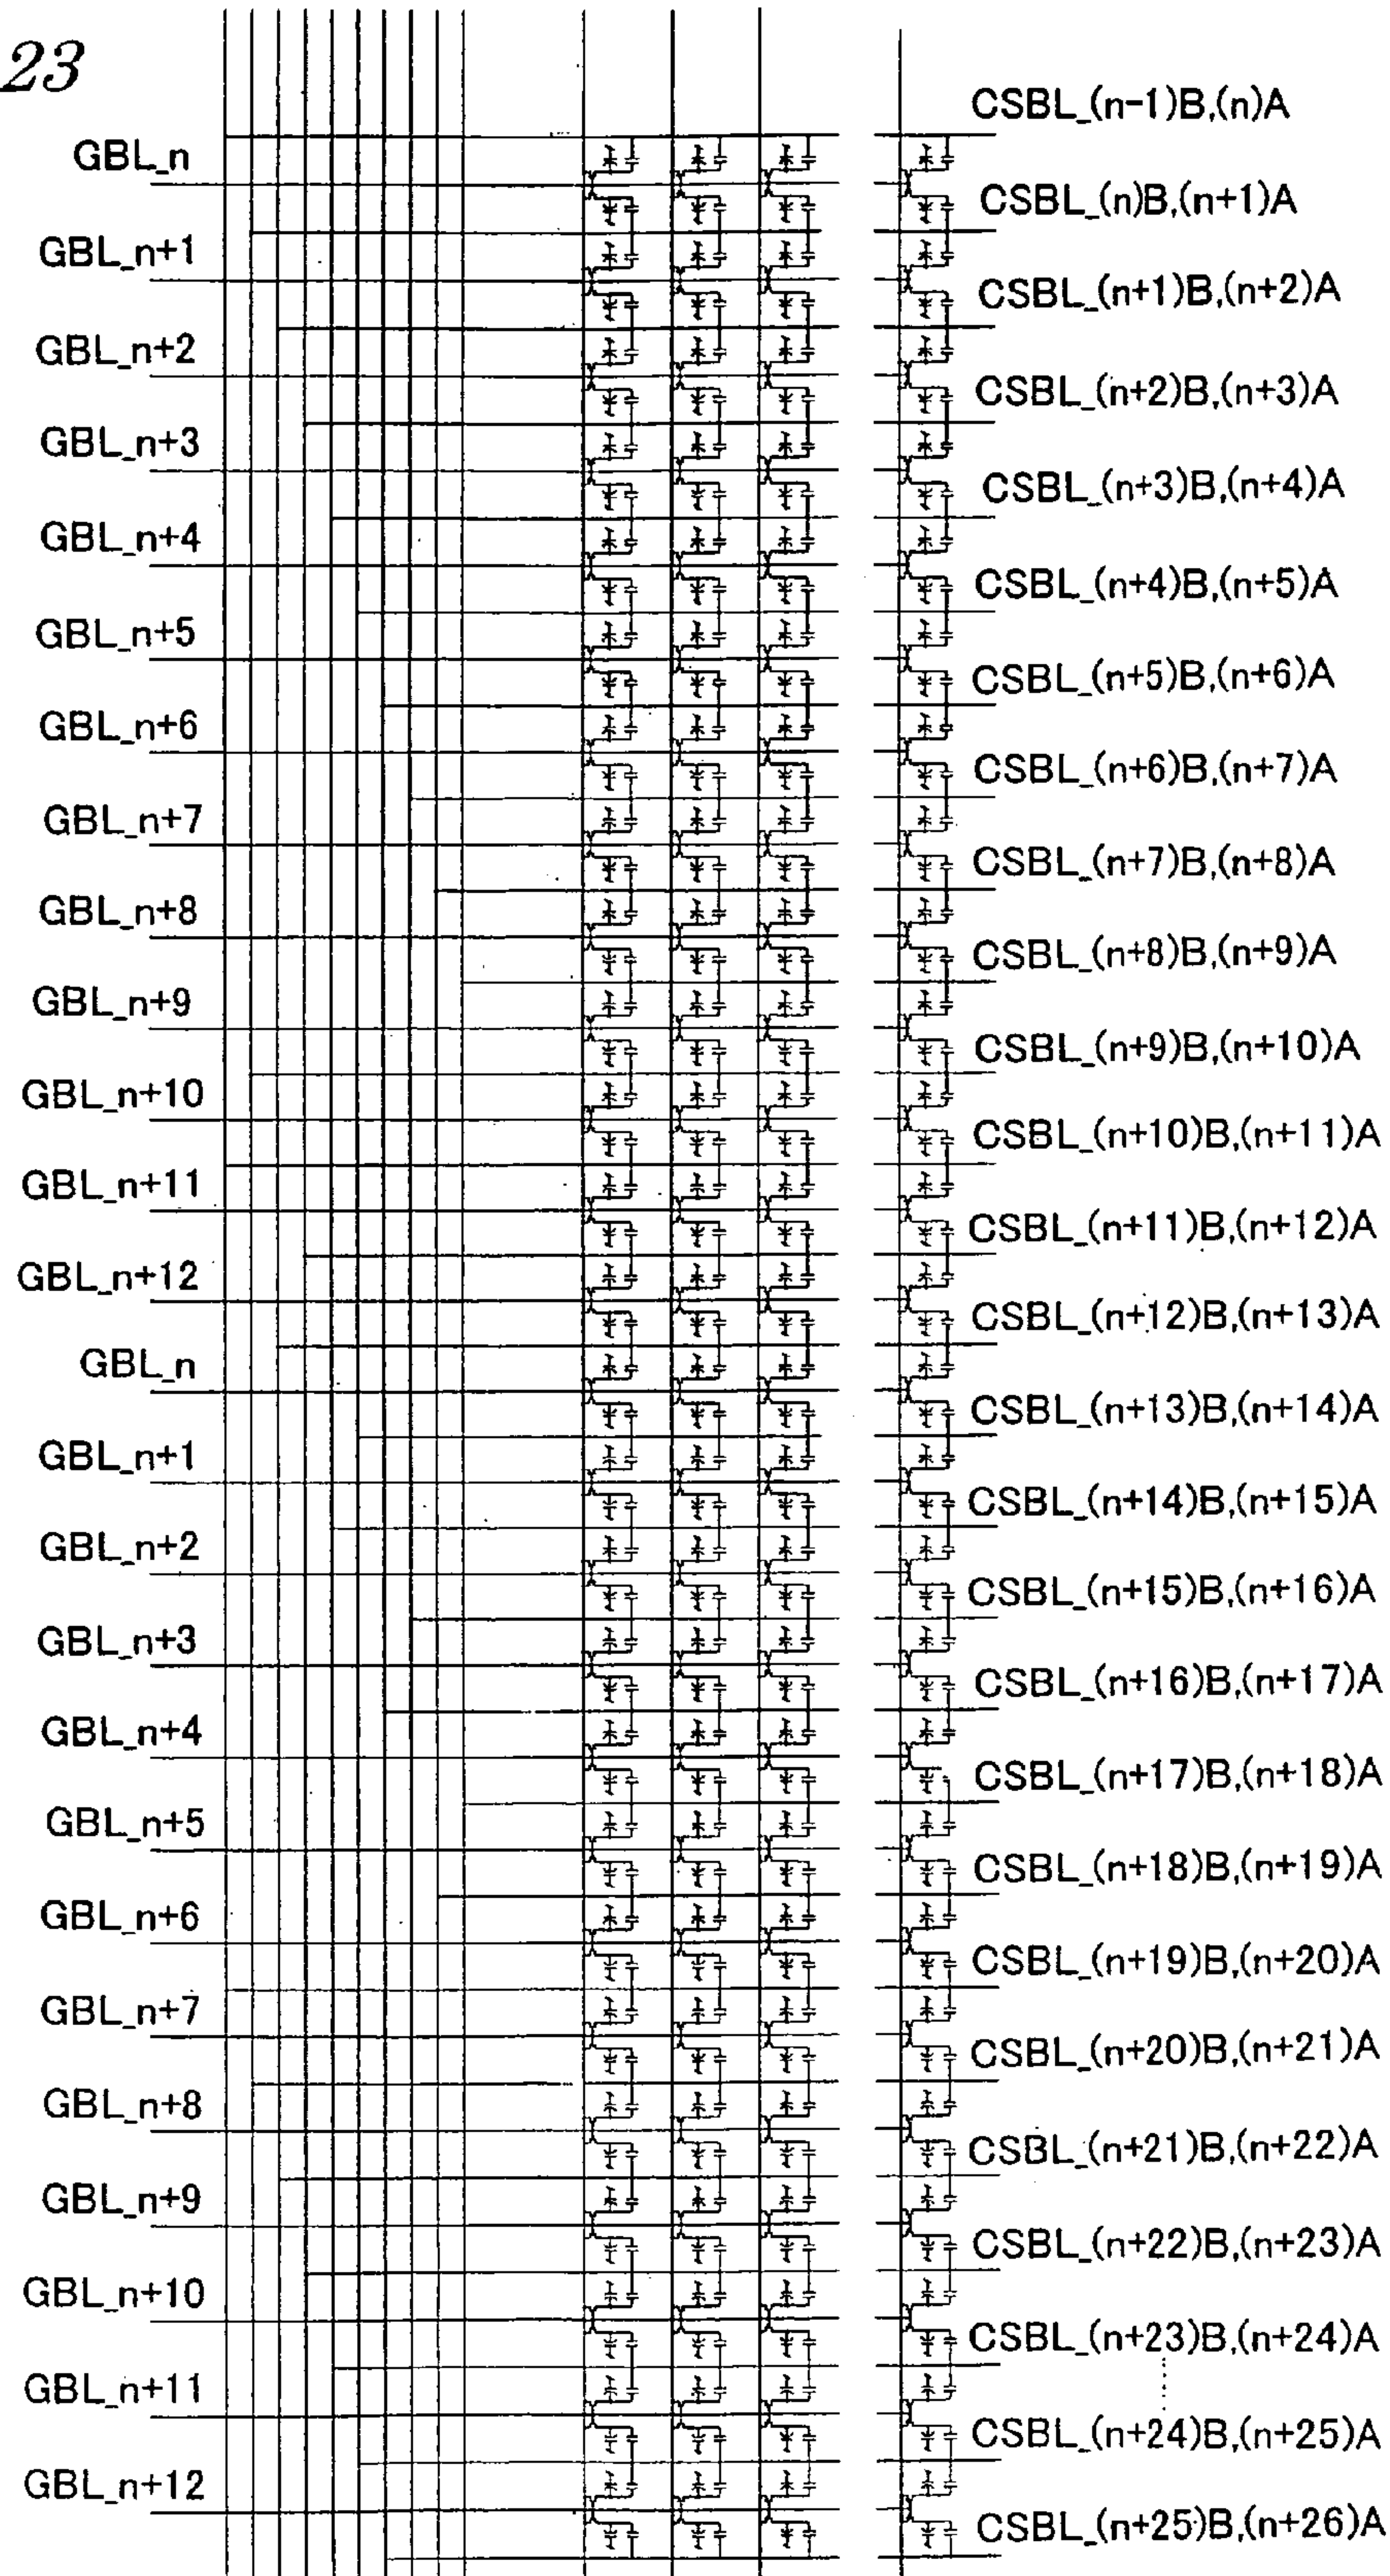 23
CSBL_(n-1)B,(n)A
GBL_n
CSBL_(n)B,(n+1)A
GBL_n+1
CSBL_(n+1)B,(n+2)A
GBL_n+2
CSBL_(n+2)B,(n+3)A
GBL_n+3
CSBL_(n+3)B,(n+4)A
GBL_n+4
CSBL_(n+4)B,(n+5)A
GBL_n+5
CSBL_(n+5)B,(n+6)A
GBL_n+6
CSBL_(n+6)B,(n+7)A
GBL_n+7
CSBL_(n+7)B,(n+8)A
GBL_n+8
CSBL_(n+8)B,(n+9)A
GBL_n+9
CSBL_(n+9)B,(n+10)A
GBL_n+10
CSBL_(n+10)B,(n+11)A
GBL_n+11
CSBL_(n+11)B,(n+12)A
GBL_n+12
CSBL_(n+12)B,(n+13)A
GBL_n
CSBL_(n+13)B,(n+14)A
GBL_n+1
CSBL_(n+14)B,(n+15)A
GBL_n+2
CSBL_(n+15)B,(n+16)A
GBL_n+3
CSBL_(n+16)B,(n+17)A
GBL_n+4
CSBL_(n+17)B,(n+18)A
GBL_n+5
CSBL_(n+18)B,(n+19)A
GBL_n+6
CSBL_(n+19)B,(n+20)A
GBL_n+7
CSBL_(n+20)B,(n+21)A
GBL_n+8
CSBL_(n+21)B,(n+22)A
GBL_n+9
CSBL_(n+22)B,(n+23)A
GBL_n+10
CSBL_(n+23)B,(n+24)A
GBL_n+11
CSBL_(n+24)B,(n+25)A
GBL_n+12
CSBL_(n+25)B,(n+26)A